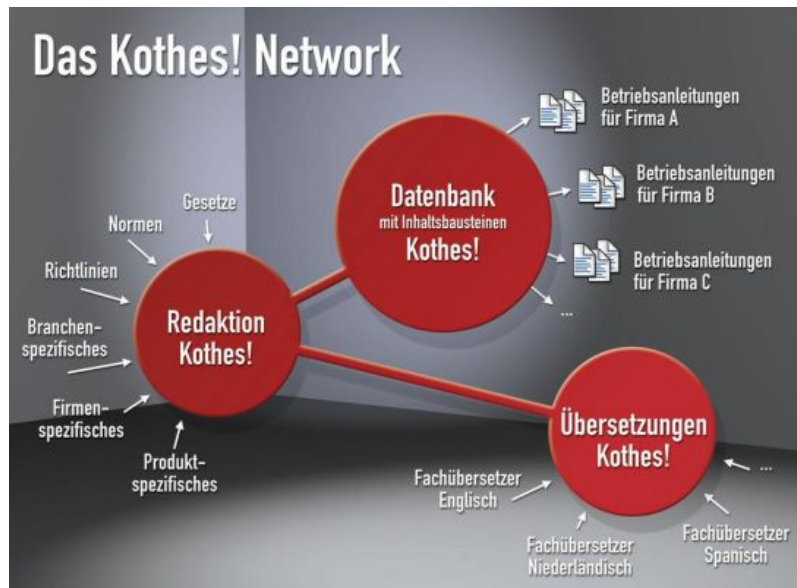 Das Kothes! Network
Betriebsanleitungen
für Firma A
Betriebsanleitungen
für Firma B
Betriebsanleitungen
für Firma C
...
Datenbank
mit Inhaltsbausteinen
Kothes!
Gesetze
Normen
Richtlinien
Branchen-
spezifisches
Firmen-
spezifisches
Produkt-
spezifisches
Redaktion
Kothes!
Übersetzungen
Kothes!
Fachübersetzer
Englisch
Fachübersetzer
Niederländisch
Fachübersetzer
Spanisch
...